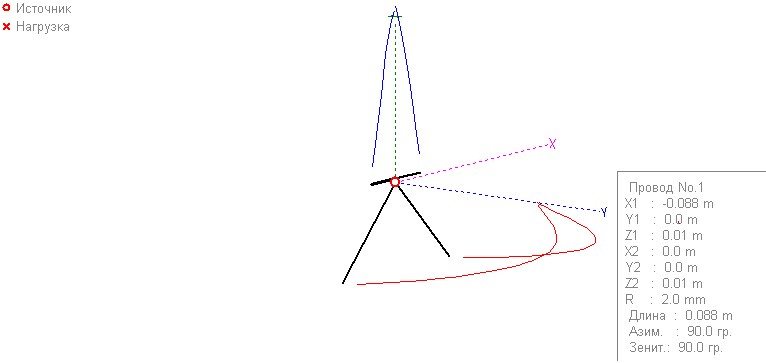 Источник
Нагрузка
X
Y
Провод No.1
X1 : -0.088 m
Y1 : 0.0 m
Z1 : 0.01 m
X2 : 0.0 m
Y2 : 0.0 m
Z2 : 0.01 m
R : 2.0 mm
Длина : 0.088 m
Азим. : 90.0 гр.
Зенит.: 90.0 гр.